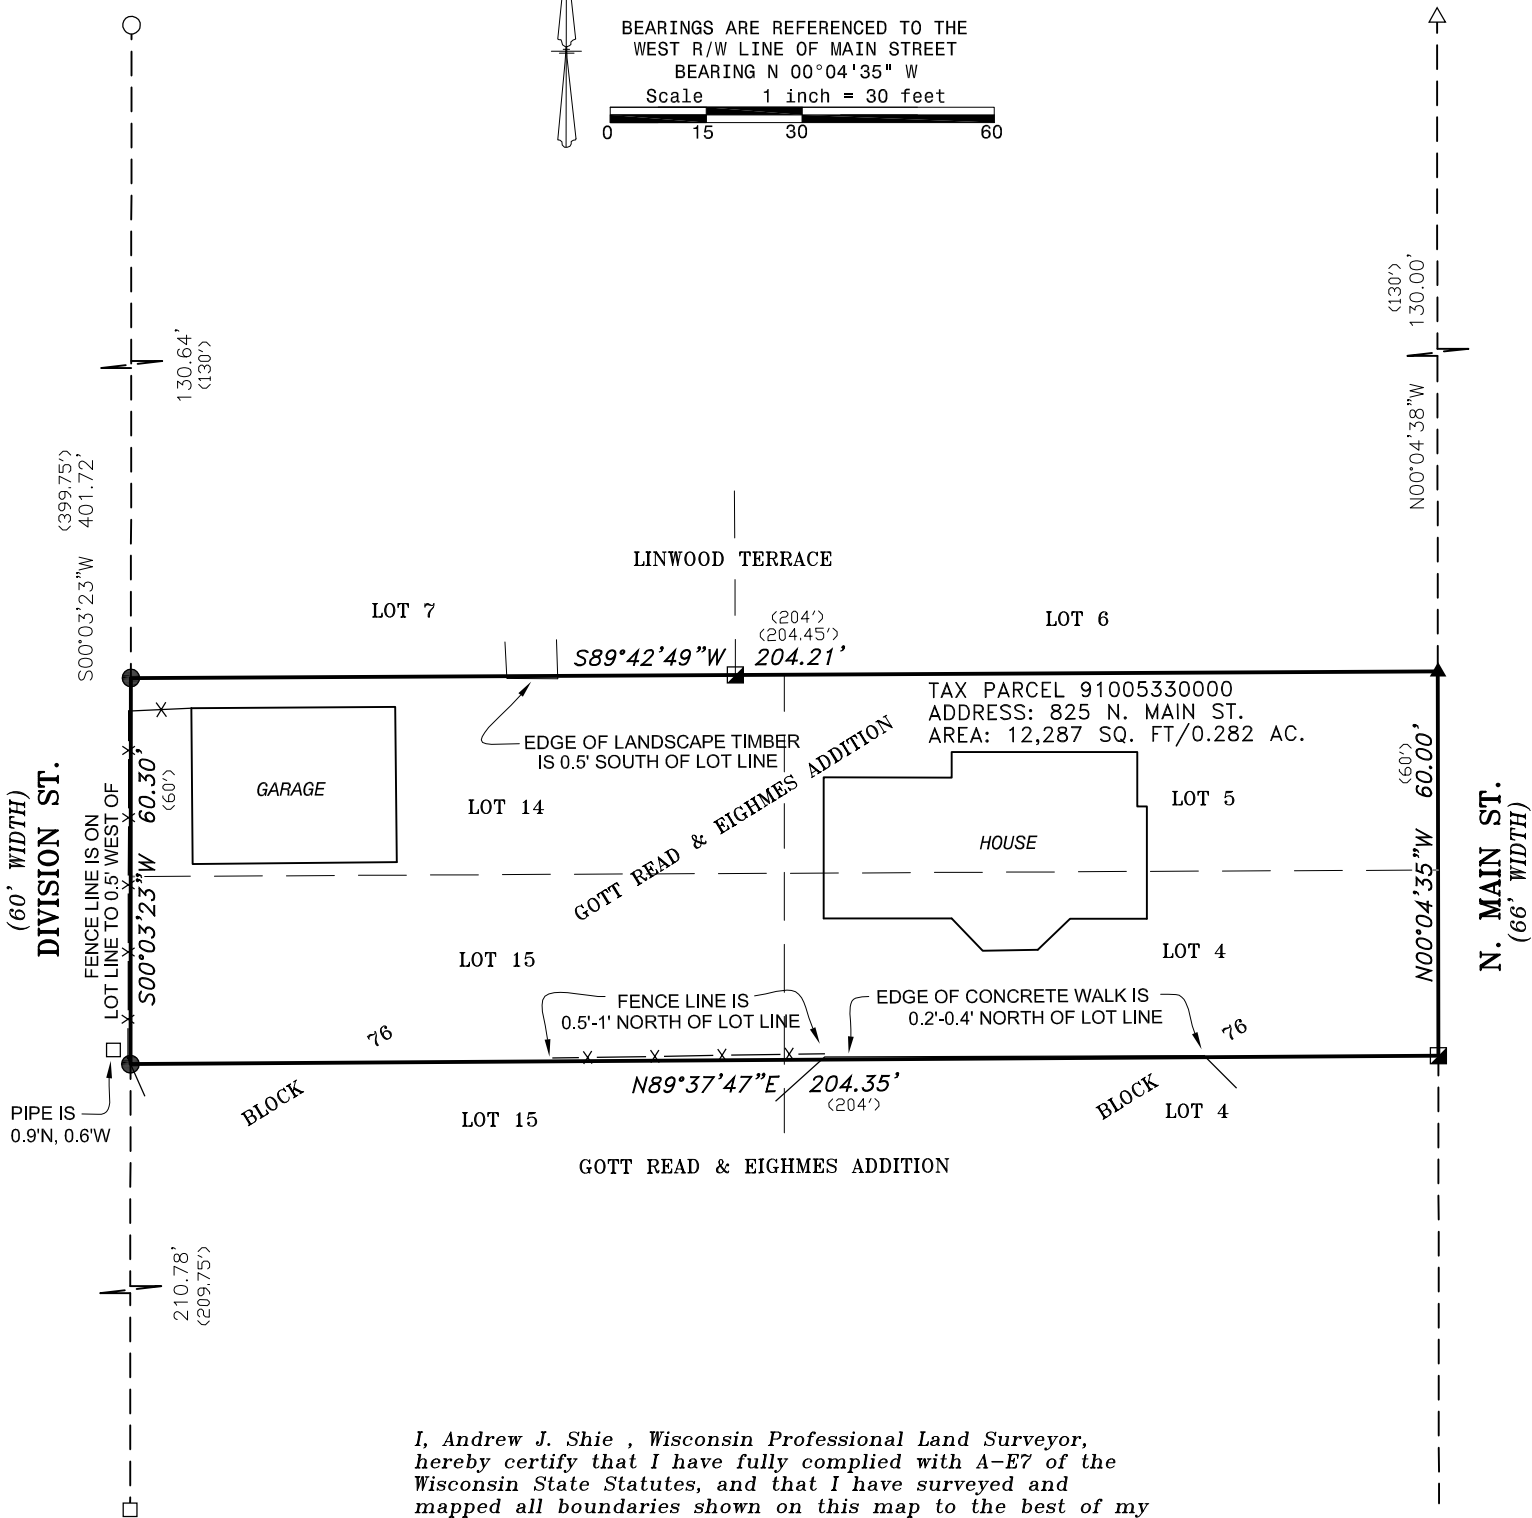 BEARINGS ARE REFERENCED TO THE
WEST R/W LINE OF MAIN STREET
BEARING N 00°04'35" W
Scale 1 inch = 30 feet
0 15 30 60
130.64'
(130')
(130')
130.00'
N00°04'38"W
(399.75')
401.72'
S00°03'23"W
LINWOOD TERRACE
LOT 7
(204')
(204.45')
LOT 6
S89°42'49"W 204.21'
TAX PARCEL 91005330000
ADDRESS: 825 N. MAIN ST.
AREA: 12,287 SQ. FT/0.282 AC.
EDGE OF LANDSCAPE TIMBER
IS 0.5' SOUTH OF LOT LINE
GARAGE
LOT 14
GOTT READ & EIGHMES ADDITION
LOT 5
HOUSE
(60' WIDTH)
DIVISION ST.
FENCE LINE IS ON
LOT LINE TO 0.5' WEST OF
S00°03'23"W 60.30'
(60')
(60')
N00°04'35"W 60.00'
N. MAIN ST.
(66' WIDTH)
LOT 15
LOT 4
FENCE LINE IS
0.5'-1' NORTH OF LOT LINE
EDGE OF CONCRETE WALK IS
0.2'-0.4' NORTH OF LOT LINE
BLOCK 76
BLOCK 76
N89°37'47"E 204.35'
(204')
PIPE IS
0.9'N, 0.6'W
LOT 15
LOT 4
GOTT READ & EIGHMES ADDITION
210.78'
(209.75')
I, Andrew J. Shie , Wisconsin Professional Land Surveyor,
hereby certify that I have fully complied with A-E7 of the
Wisconsin State Statutes, and that I have surveyed and
mapped all boundaries shown on this map to the best of my